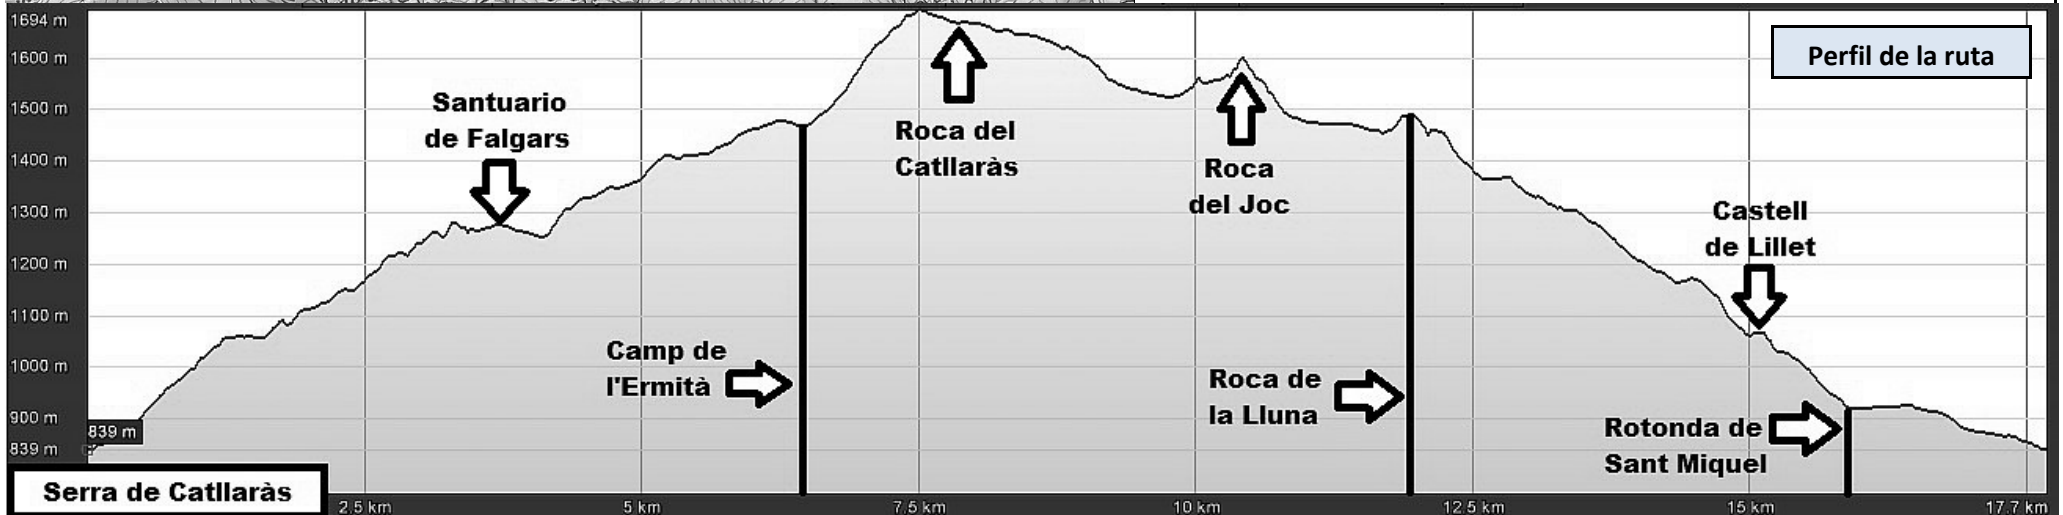 1694 m
1600 m
1500 m
1400 m
1300 m
1200 m
1100 m
1000 m
900 m
839 m
839 m
Perfil de la ruta
Santuario
de Falgars
Roca del
Catllaràs
Roca
del Joc
Castell
de Lillet
Camp de
l'Ermità
Roca de
la Lluna
Rotonda de
Sant Miquel
Serra de Catllaràs
2.5 km
5 km
7.5 km
10 km
12.5 km
15 km
17.7 km